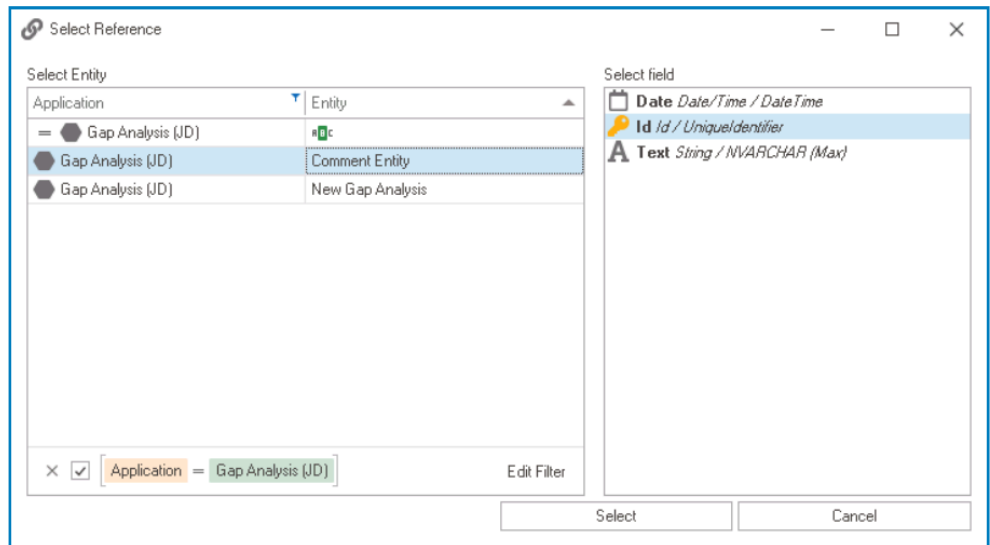 Select Reference
Select Entity
Select field
Application Entity
= Gap Analysis (JD) ABC
Gap Analysis (JD) Comment Entity
Gap Analysis (JD) New Gap Analysis
Date Date/Time / DateTime
Id Id / UniqueIdentifier
Text String / NVARCHAR (Max)
Application = Gap Analysis (JD) Edit Filter
Select Cancel